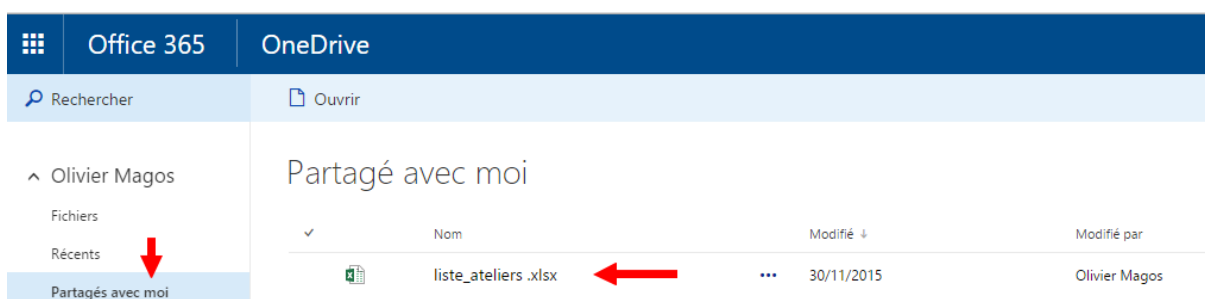 Office 365 OneDrive
Rechercher Ouvrir
Olivier Magos
Partagé avec moi
Fichiers
Récents
Partagés avec moi
Nom Modifié Modifié par
liste_ateliers .xlsx ... 30/11/2015 Olivier Magos